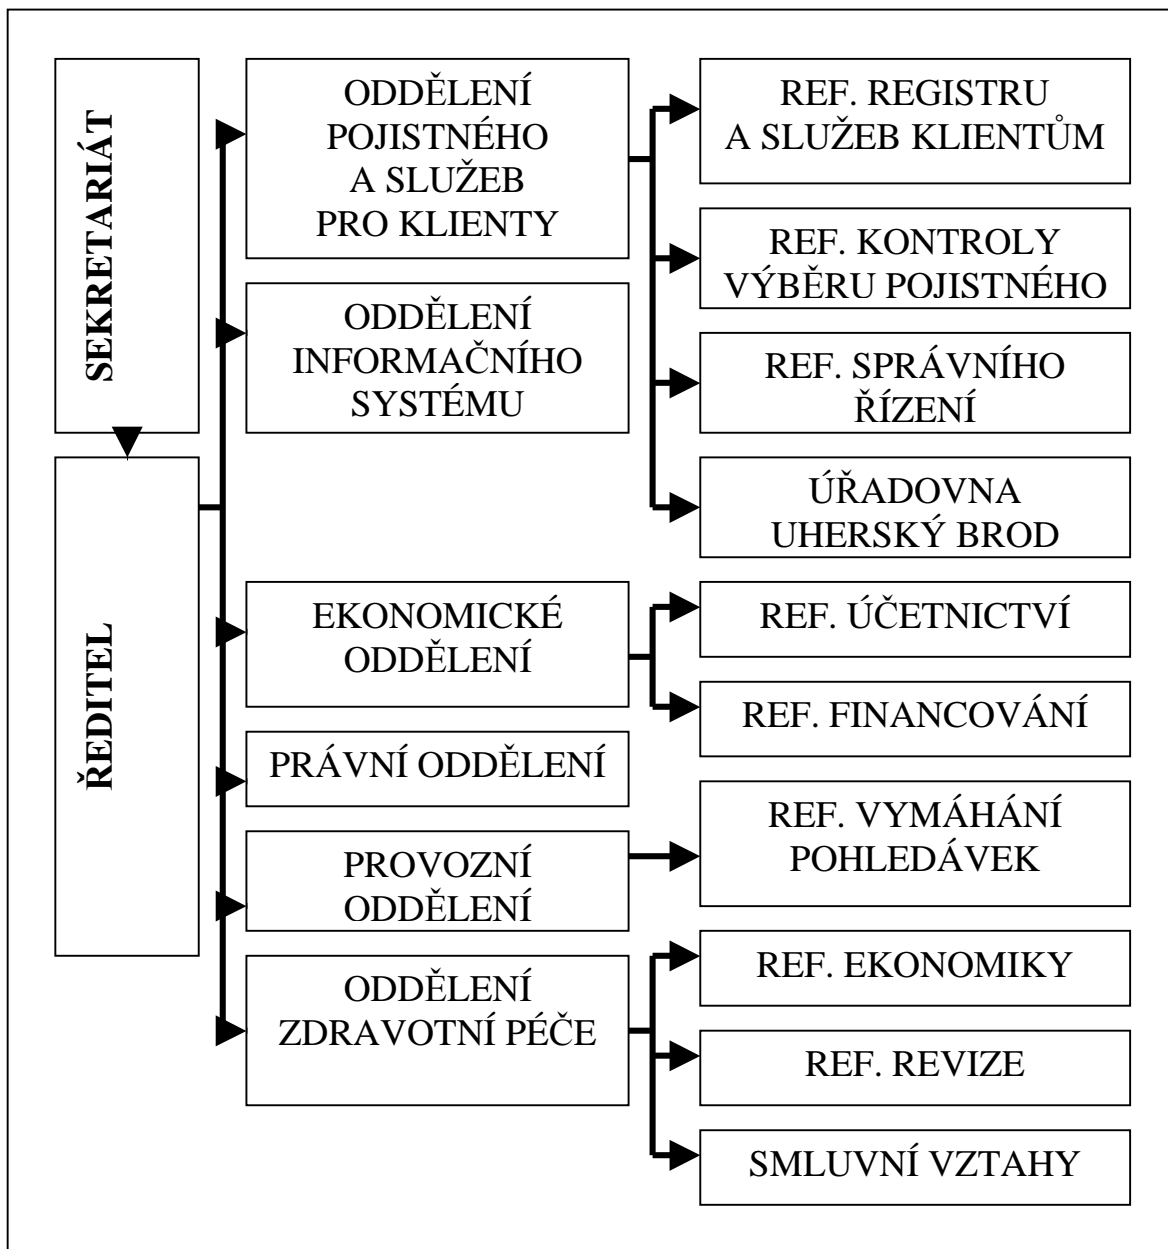 SEKRETARIÁT
ŘEDITEL
ODDĚLENÍ
POJISTNÉHO
A SLUŽEB
PRO KLIENTY
ODDĚLENÍ
INFORMAČNÍHO
SYSTÉMU
EKONOMICKÉ
ODDĚLENÍ
PRÁVNÍ ODDĚLENÍ
PROVOZNÍ
ODDĚLENÍ
ODDĚLENÍ
ZDRAVOTNÍ PÉČE
REF. REGISTRU
A SLUŽEB KLIENTŮM
REF. KONTROLY
VÝBĚRU POJISTNÉHO
REF. SPRÁVNÍHO
ŘÍZENÍ
ÚŘADOVNA
UHERSKÝ BROD
REF. ÚČETNICTVÍ
REF. FINANCOVÁNÍ
REF. VYMÁHÁNÍ
POHLEDÁVEK
REF. EKONOMIKY
REF. REVIZE
SMLUVNÍ VZTAHY